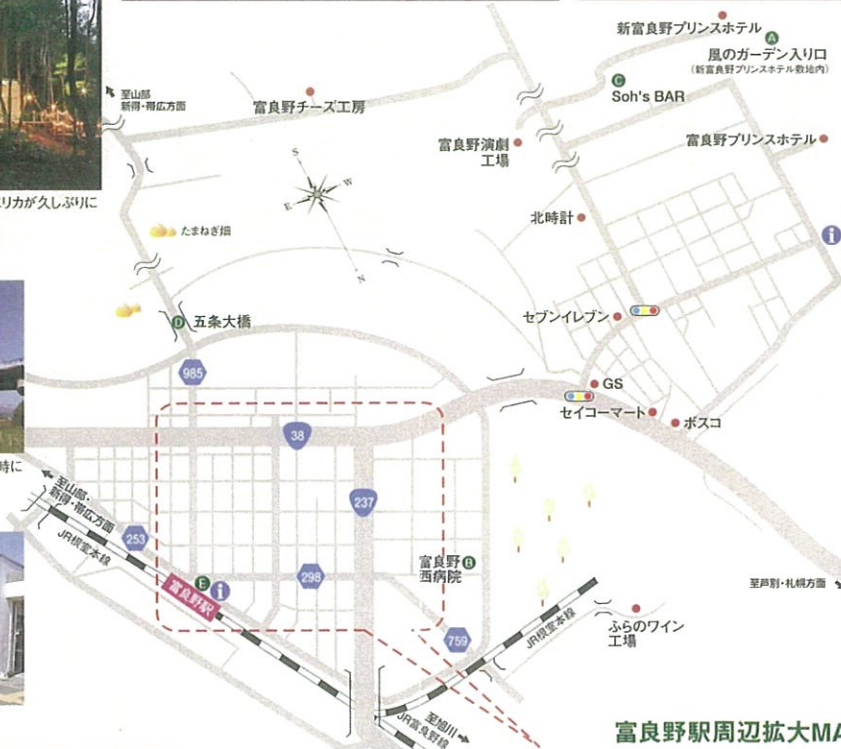 新富良野プリンスホテル
A
風のガーデン入り口
(新富良野プリンスホテル敷地内)
C
Soh's BAR
至山部
新得・帯広方面
富良野チーズ工房
富良野演劇
工場
富良野プリンスホテル
リカが久しぶりに
S
W
E
N
たまねぎ畑
北時計
i
D 五条大橋
セブンイレブン
985
GS
セイコーマート
ボスコ
38
時に
至山部・
新得・帯広方面
237
253
JR根室本線
E
i
298
富良野
西病院
B
富良野駅
至芦別・札幌方面
JR根室本線
ふらのワイン
工場
759
至旭川
JR富良野線
富良野駅周辺拡大MA